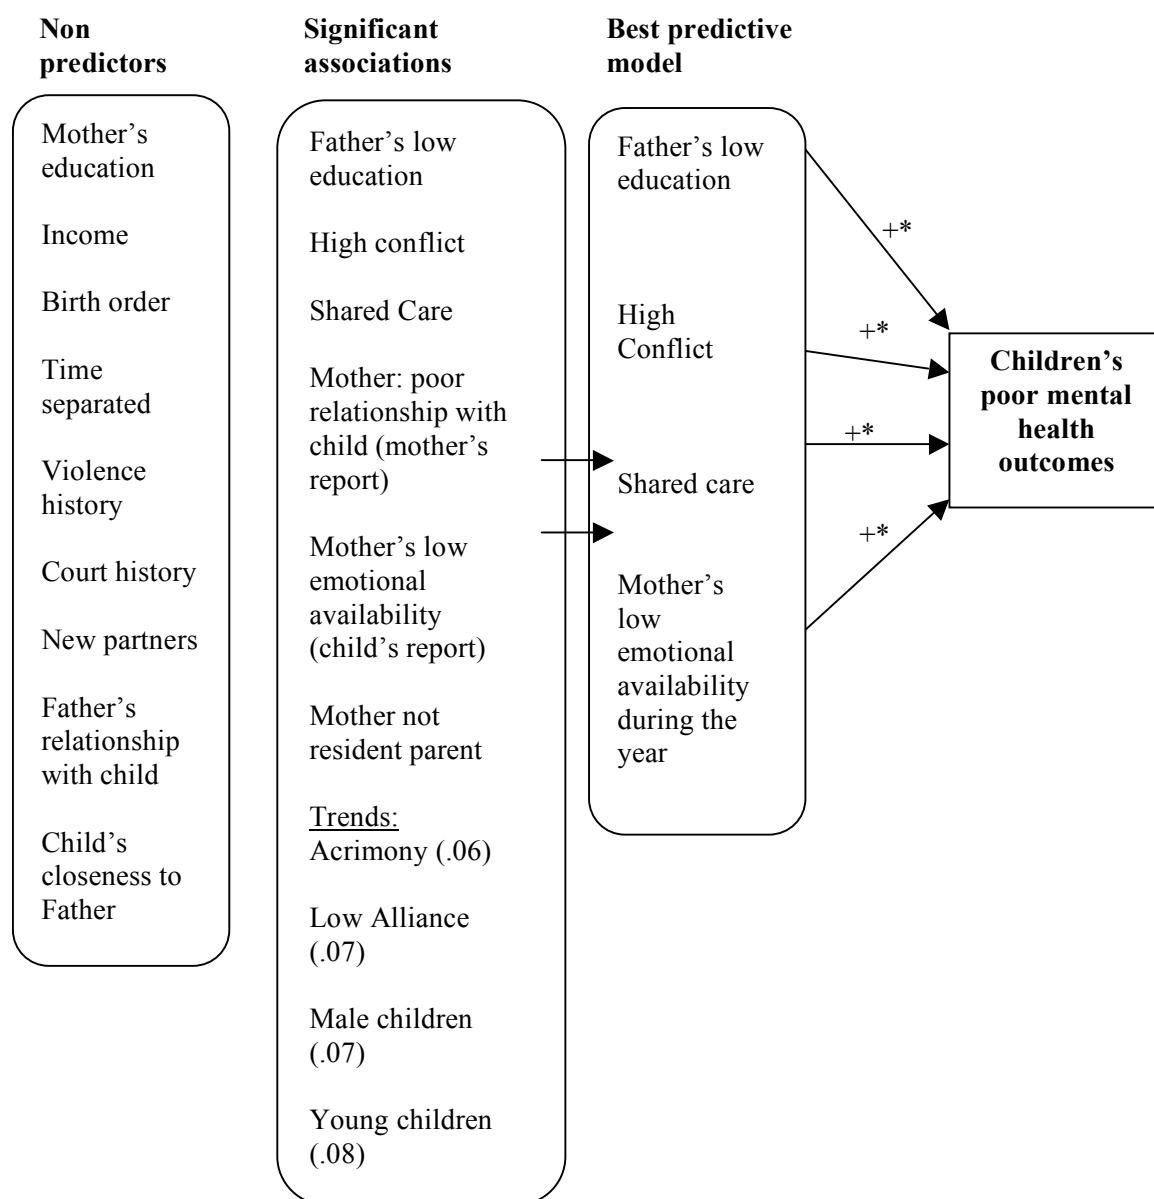 Non
predictors
Mother’s
education
Income
Birth order
Time
separated
Violence
history
Court history
New partners
Father’s
relationship
with child
Child’s
closeness to
Father
Significant
associations
Father’s low
education
High conflict
Shared Care
Mother: poor
relationship with
child (mother’s
report)
Mother’s low
emotional
availability
(child’s report)
Mother not
resident parent
Trends:
Acrimony (.06)
Low Alliance
(.07)
Male children
(.07)
Young children
(.08)
Best predictive
model
Father’s low
education
High
Conflict
Shared care
Mother’s
low
emotional
availability
during the
year
+*
+*
+*
+*
Children’s
poor mental
health
outcomes